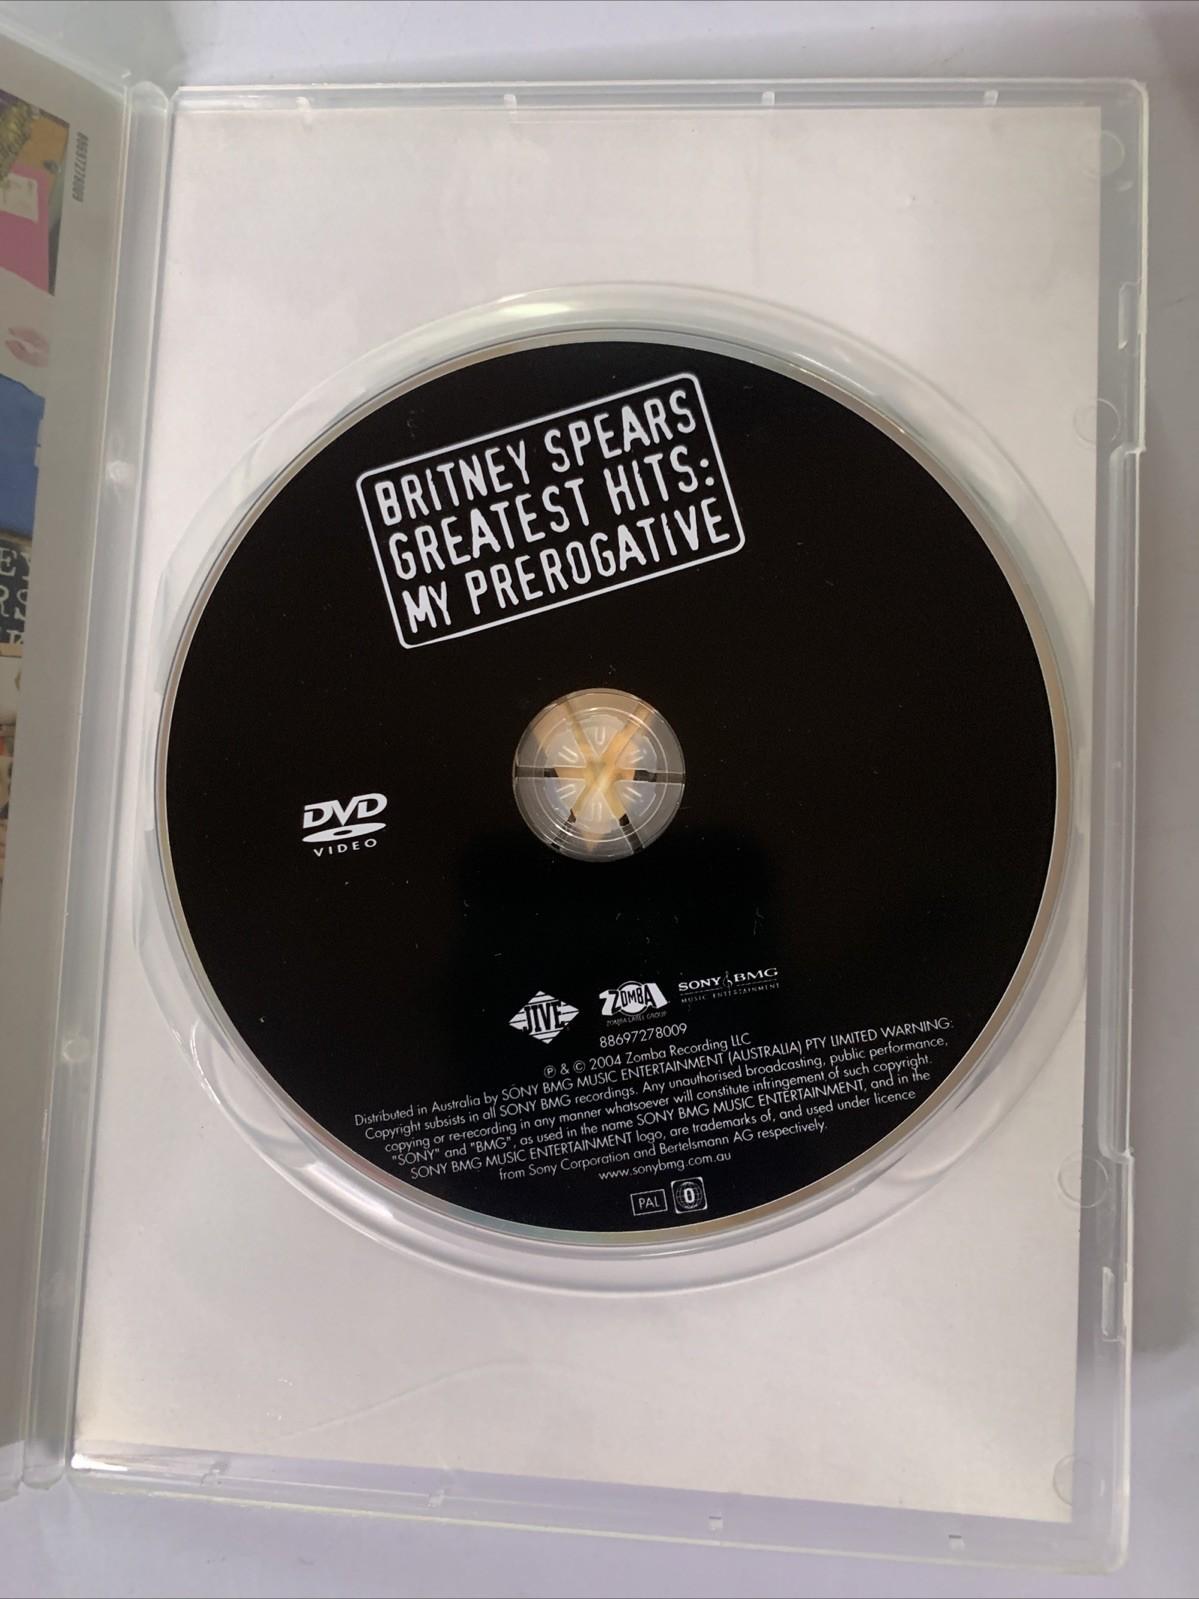 BRITNEY SPEARS
GREATEST HITS:
MY PREROGATIVE
DVD
VIDEO
JIVE
ZOMBA
ZOMBA LABEL GROUP
SONY BMG
MUSIC ENTERTAINMENT
88697278009
℗ & © 2004 Zomba Recording LLC
Distributed in Australia by SONY BMG MUSIC ENTERTAINMENT (AUSTRALIA) PTY LIMITED WARNING:
Copyright subsists in all SONY BMG recordings. Any unauthorised broadcasting, public performance,
copying or re-recording in any manner whatsoever will constitute infringement of such copyright.
"SONY" and "BMG", as used in the name SONY BMG MUSIC ENTERTAINMENT, and in the
SONY BMG MUSIC ENTERTAINMENT logo, are trademarks of, and used under licence
from Sony Corporation and Bertelsmann AG respectively.
www.sonybmg.com.au
PAL
0